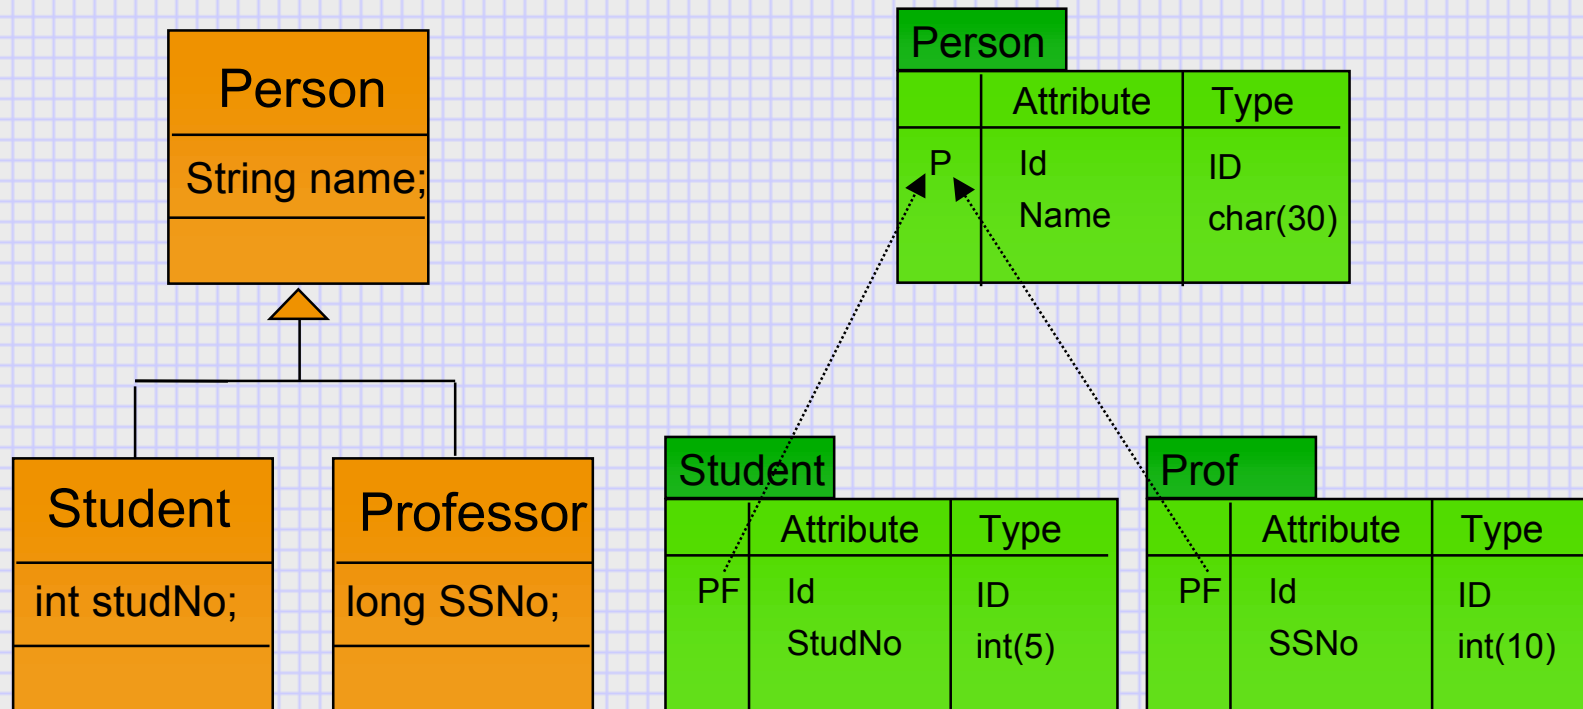 Person
String name;
Student
int studNo;
Professor
long SSNo;
Person
Attribute Type
P Id ID
Name char(30)
Student
Attribute Type
PF Id ID
StudNo int(5)
Prof
Attribute Type
PF Id ID
SSNo int(10)